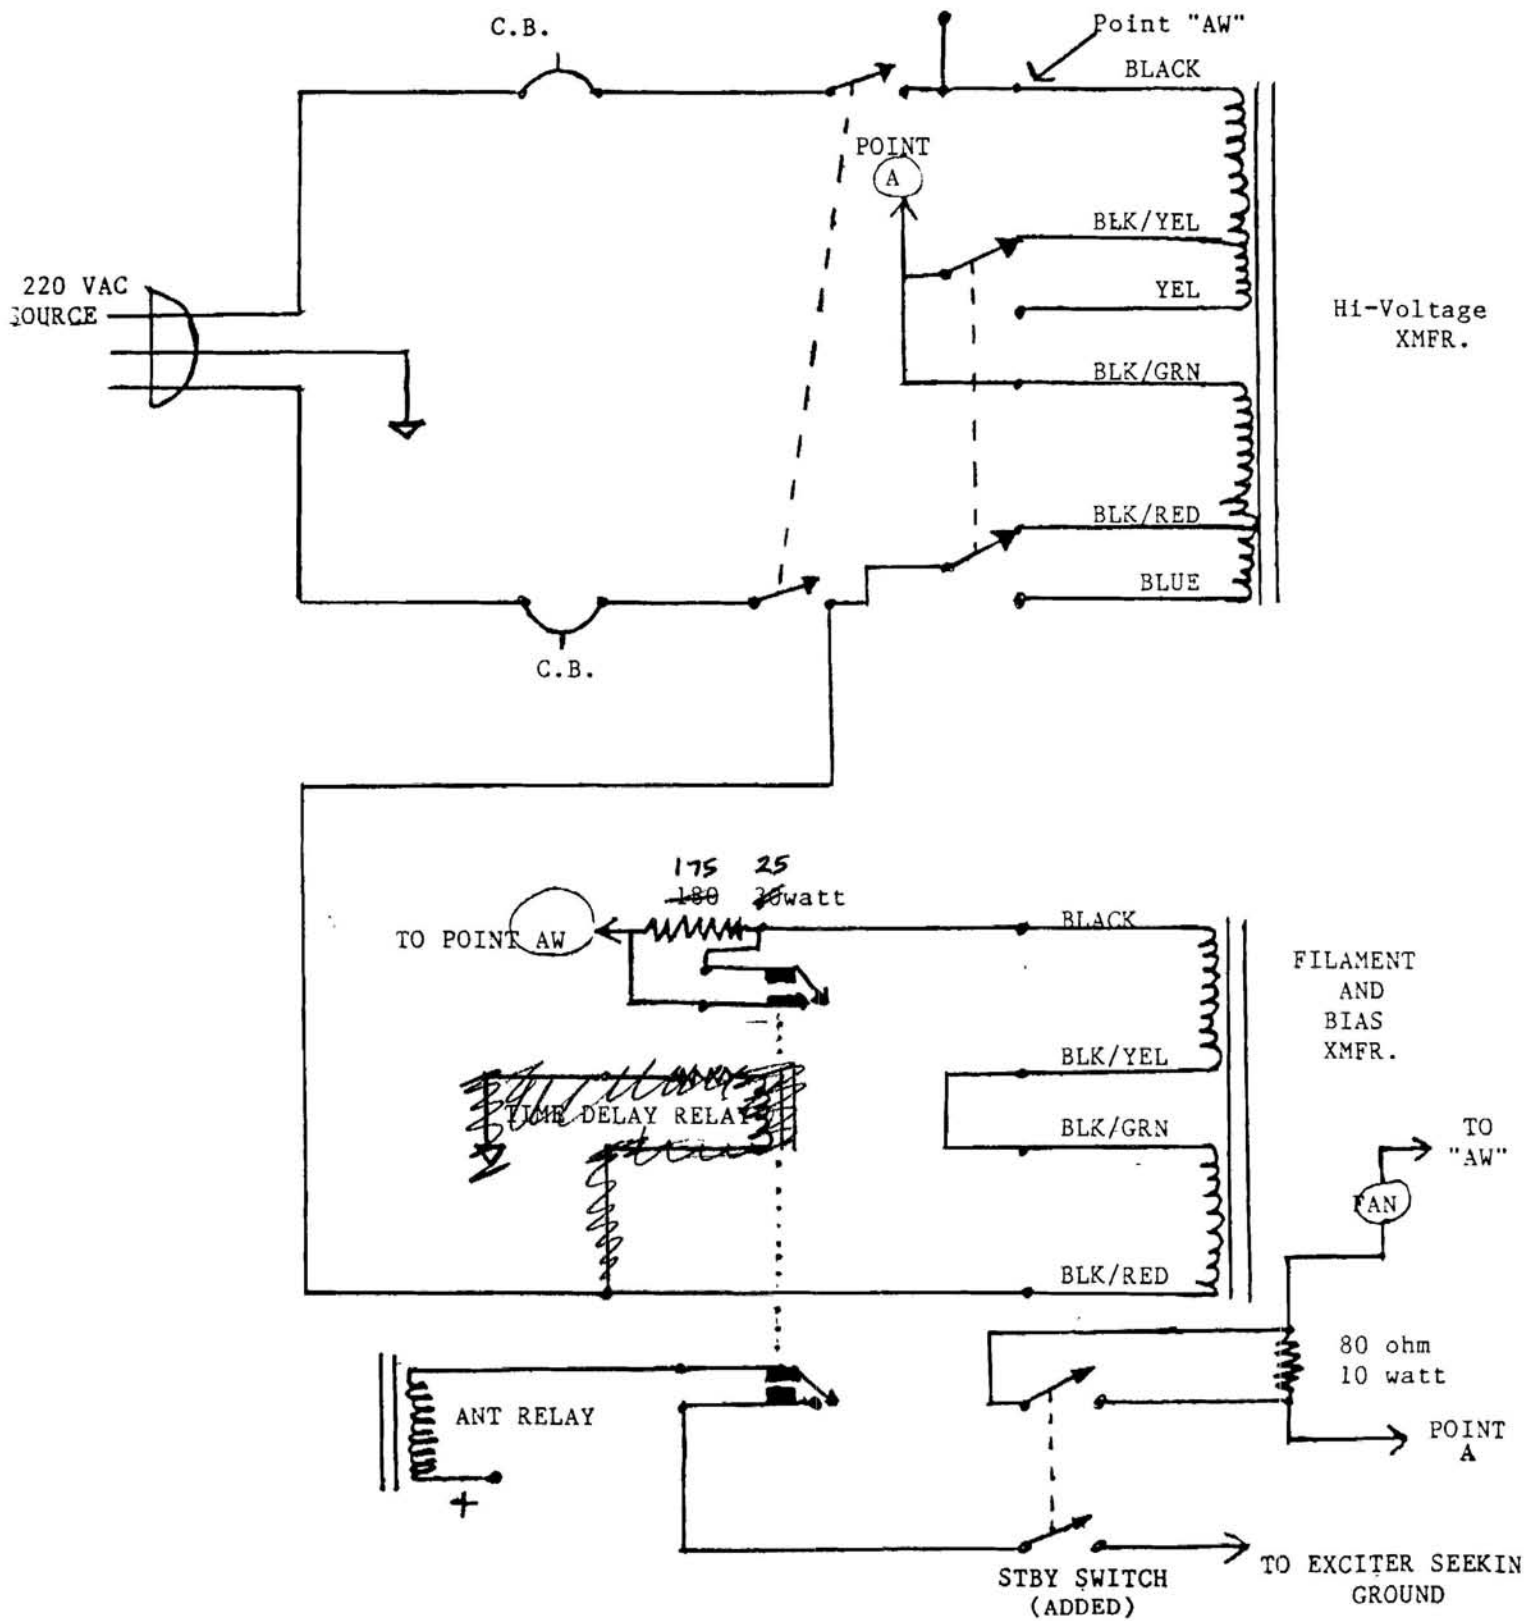 C.B.
Point "AW"
BLACK
POINT
A
BLK/YEL
220 VAC
SOURCE
YEL
Hi-Voltage
XMFR.
BLK/GRN
BLK/RED
BLUE
C.B.
175 25
180 30watt
TO POINT AW
BLACK
FILAMENT
AND
BIAS
XMFR.
BLK/YEL
TIME DELAY RELAY
BLK/GRN
TO
"AW"
FAN
BLK/RED
80 ohm
10 watt
ANT RELAY
+
POINT
A
STBY SWITCH
(ADDED)
TO EXCITER SEEKIN
GROUND